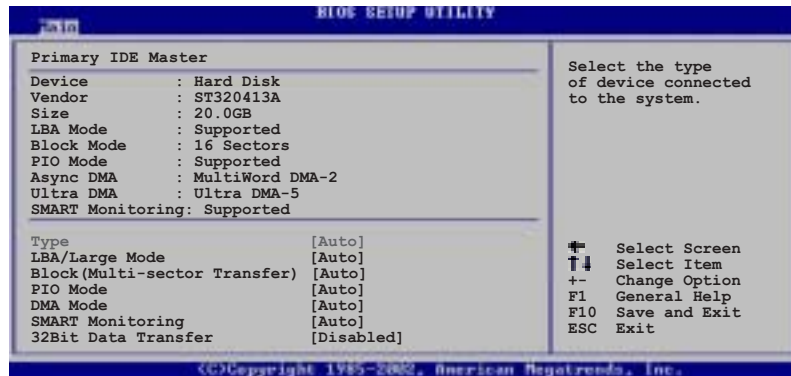 BIOS SETUP UTILITY
Main
Primary IDE Master
Device : Hard Disk
Vendor : ST320413A
Size : 20.0GB
LBA Mode : Supported
Block Mode : 16 Sectors
PIO Mode : Supported
Async DMA : MultiWord DMA-2
Ultra DMA : Ultra DMA-5
SMART Monitoring: Supported
Type [Auto]
LBA/Large Mode [Auto]
Block(Multi-sector Transfer) [Auto]
PIO Mode [Auto]
DMA Mode [Auto]
SMART Monitoring [Auto]
32Bit Data Transfer [Disabled]
Select the type
of device connected
to the system.
Select Screen
↑↓ Select Item
+- Change Option
F1 General Help
F10 Save and Exit
ESC Exit
(C)Copyright 1985-2002, American Megatrends, Inc.